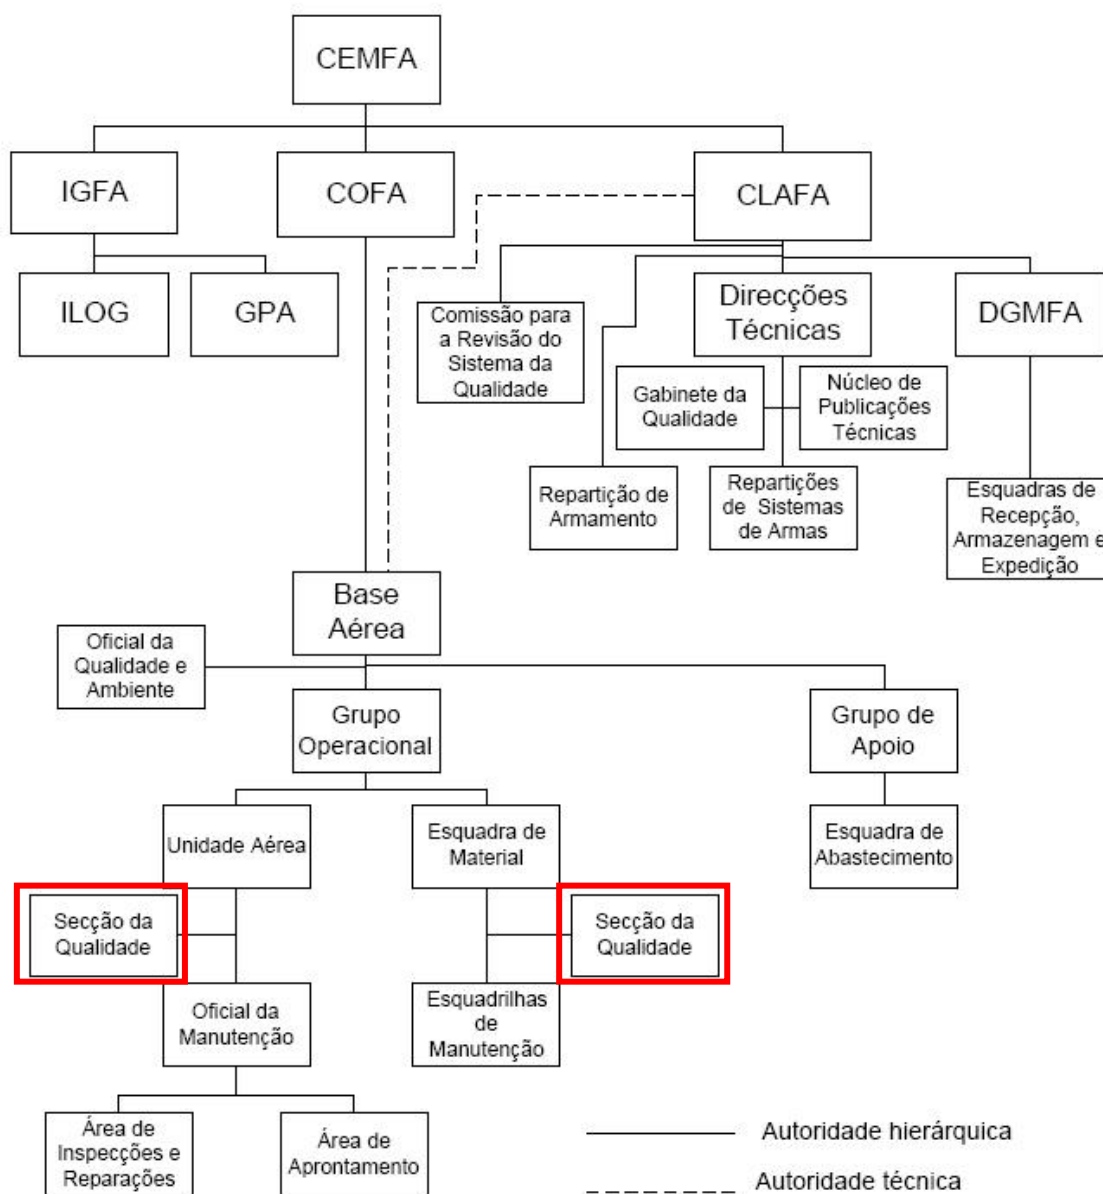 CEMFA
IGFA
COFA
CLAFA
ILOG
GPA
Comissão para
a Revisão do
Sistema da
Qualidade
Direcções
Técnicas
DGMFA
Gabinete da
Qualidade
Núcleo de
Publicações
Técnicas
Repartição de
Armamento
Repartições
de Sistemas
de Armas
Esquadras de
Recepção,
Armazenagem e
Expedição
Base
Aérea
Oficial da
Qualidade e
Ambiente
Grupo
Operacional
Grupo de
Apoio
Unidade Aérea
Esquadra de
Material
Esquadra de
Abastecimento
Secção da
Qualidade
Secção da
Qualidade
Oficial da
Manutenção
Esquadrilhas
de
Manutenção
Área de
Inspecções e
Reparações
Área de
Aprontamento
Autoridade hierárquica
Autoridade técnica